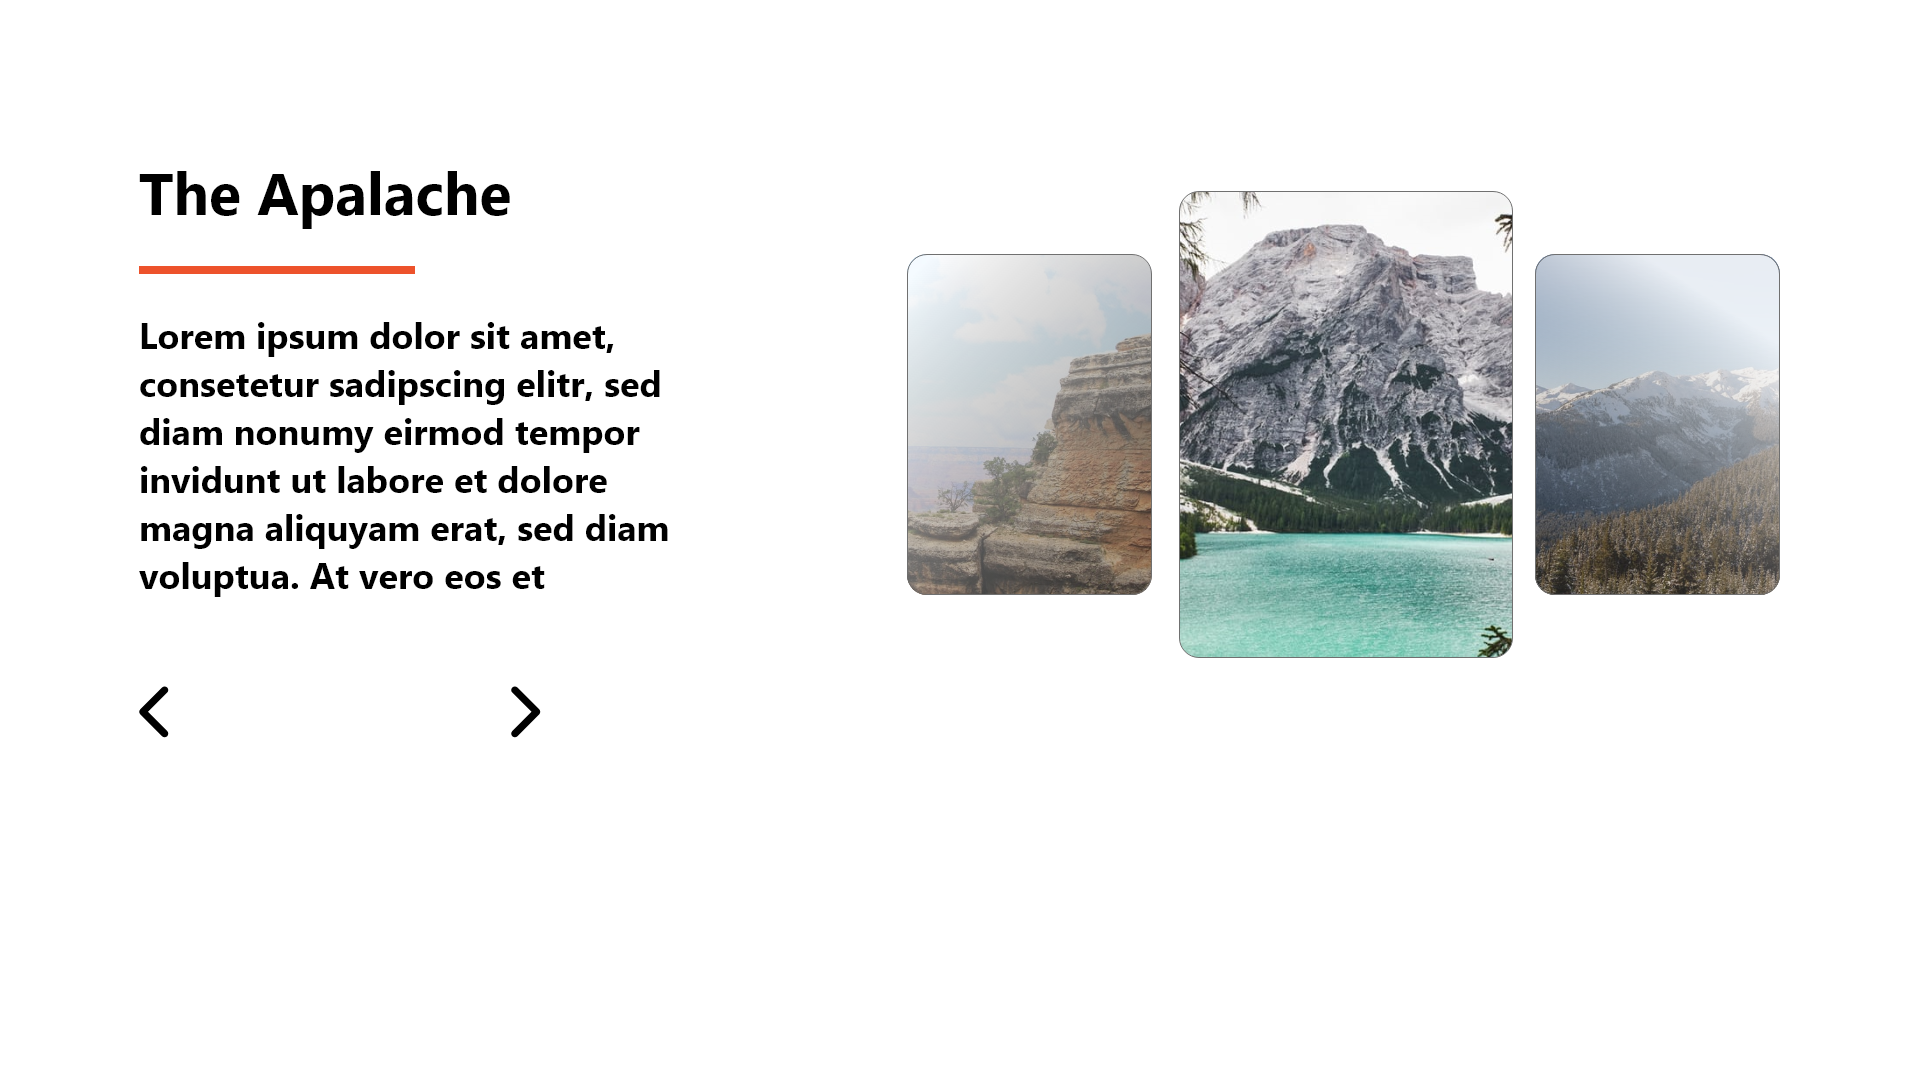 The Apalache
Lorem ipsum dolor sit amet,
consetetur sadipscing elitr, sed
diam nonumy eirmod tempor
invidunt ut labore et dolore
magna aliquyam erat, sed diam
voluptua. At vero eos et